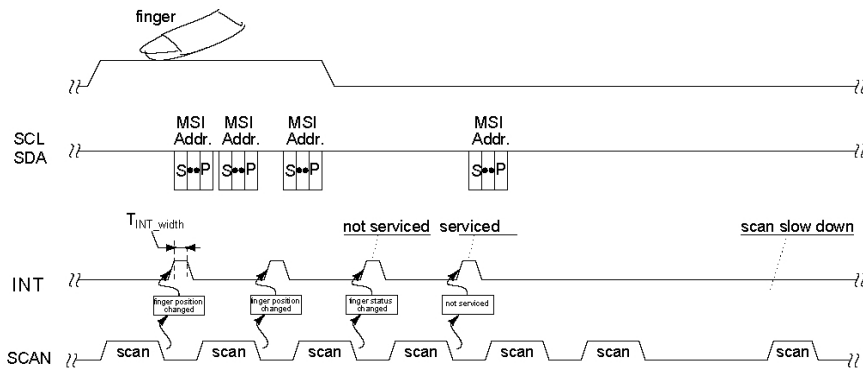 finger
MSI MSI MSI MSI
Addr. Addr. Addr. Addr.
SCL
SDA
S••P S••P S••P S••P
TINT_width
not serviced serviced scan slow down
INT
finger position changed
finger position changed
finger status changed
not serviced
SCAN
scan scan scan scan scan scan scan